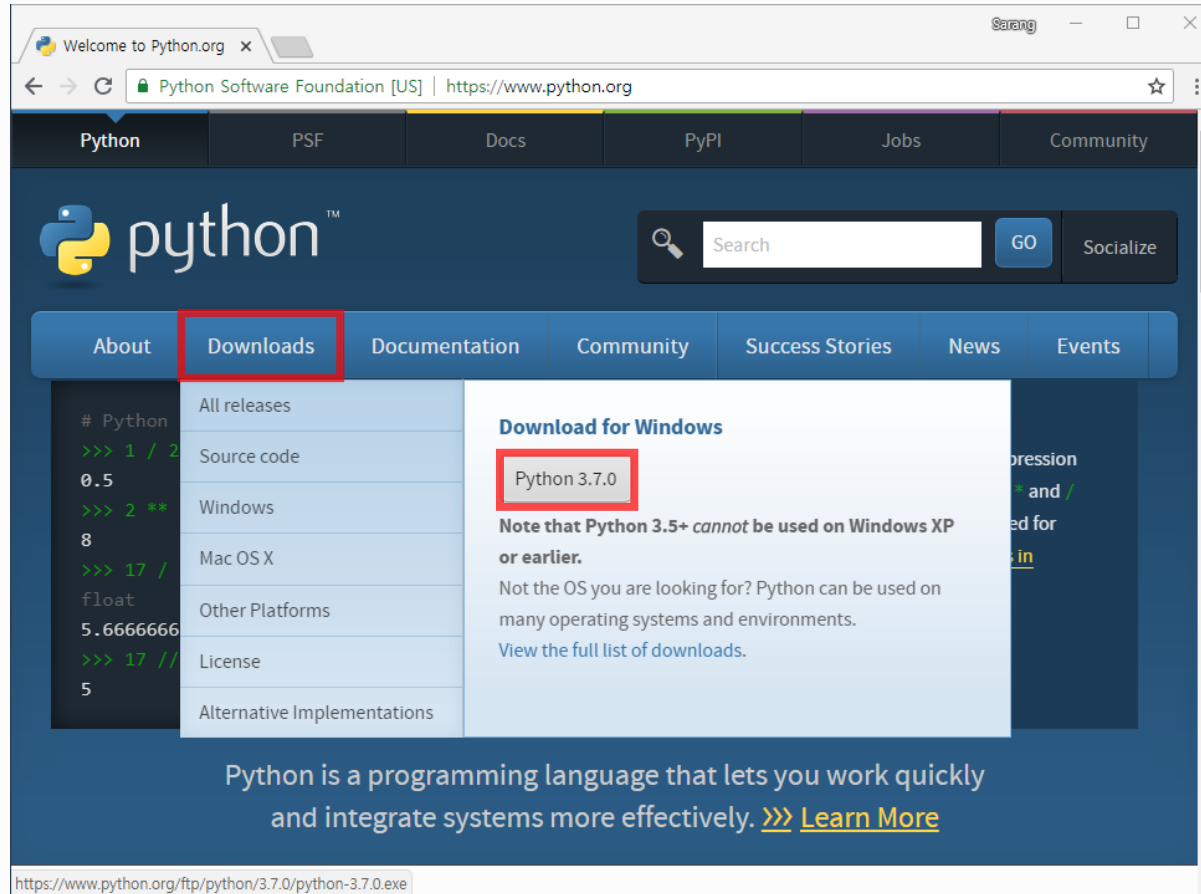 Sarang
Welcome to Python.org
Python Software Foundation [US] | https://www.python.org
Python PSF Docs PyPI Jobs Community
python™
Search GO Socialize
About Downloads Documentation Community Success Stories News Events
All releases
Source code
Windows
Mac OS X
Other Platforms
License
Alternative Implementations
# Python
>>> 1 / 2
0.5
>>> 2 **
8
>>> 17 /
float
5.6666666
>>> 17 //
5
Download for Windows
Python 3.7.0
Note that Python 3.5+ cannot be used on Windows XP
or earlier.
Not the OS you are looking for? Python can be used on
many operating systems and environments.
View the full list of downloads.
* and /
ed for
in
Python is a programming language that lets you work quickly
and integrate systems more effectively. >>> Learn More
https://www.python.org/ftp/python/3.7.0/python-3.7.0.exe